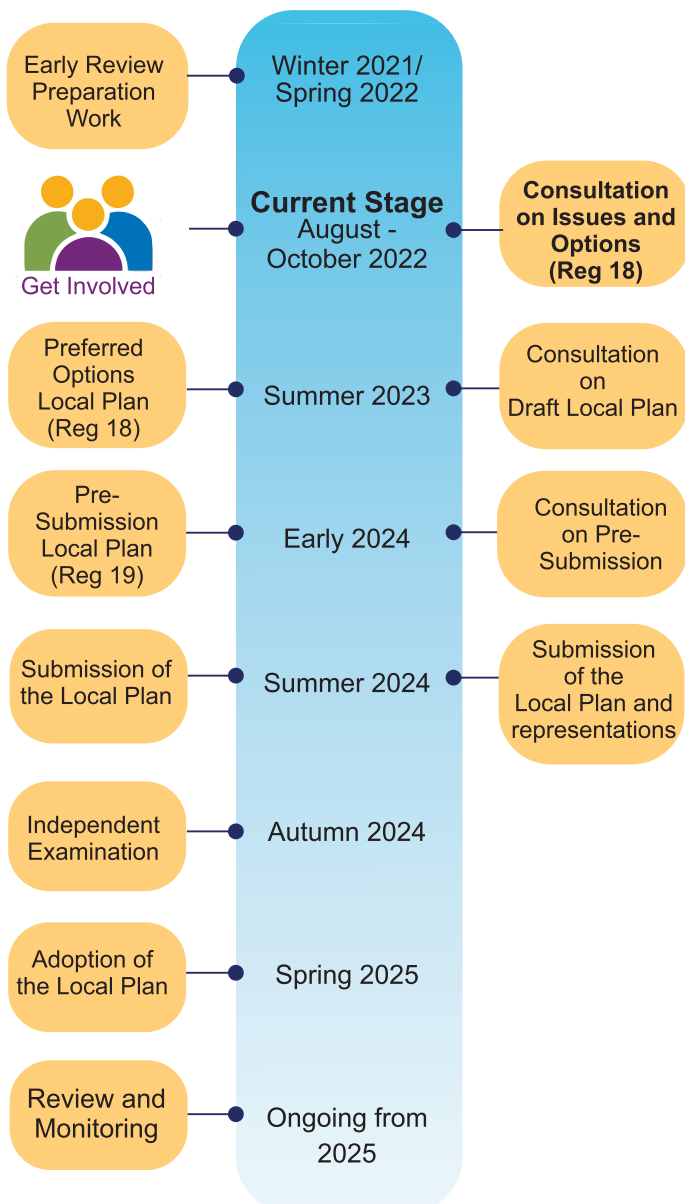 Early Review
Preparation
Work
Winter 2021/
Spring 2022
Get Involved
Current Stage
August -
October 2022
Consultation
on Issues and
Options
(Reg 18)
Preferred
Options
Local Plan
(Reg 18)
Summer 2023
Consultation
on
Draft Local Plan
Pre-
Submission
Local Plan
(Reg 19)
Early 2024
Consultation
on Pre-
Submission
Submission of
the Local Plan
Summer 2024
Submission
of the
Local Plan and
representations
Independent
Examination
Autumn 2024
Adoption of
the Local Plan
Spring 2025
Review and
Monitoring
Ongoing from
2025